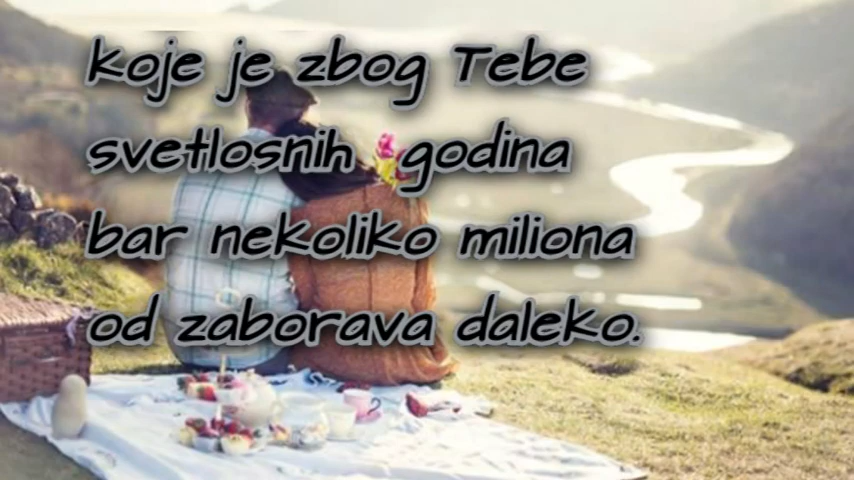 koje je zbog Tebe
svetlosnih godina
bar nekoliko miliona
od zaborava daleko.